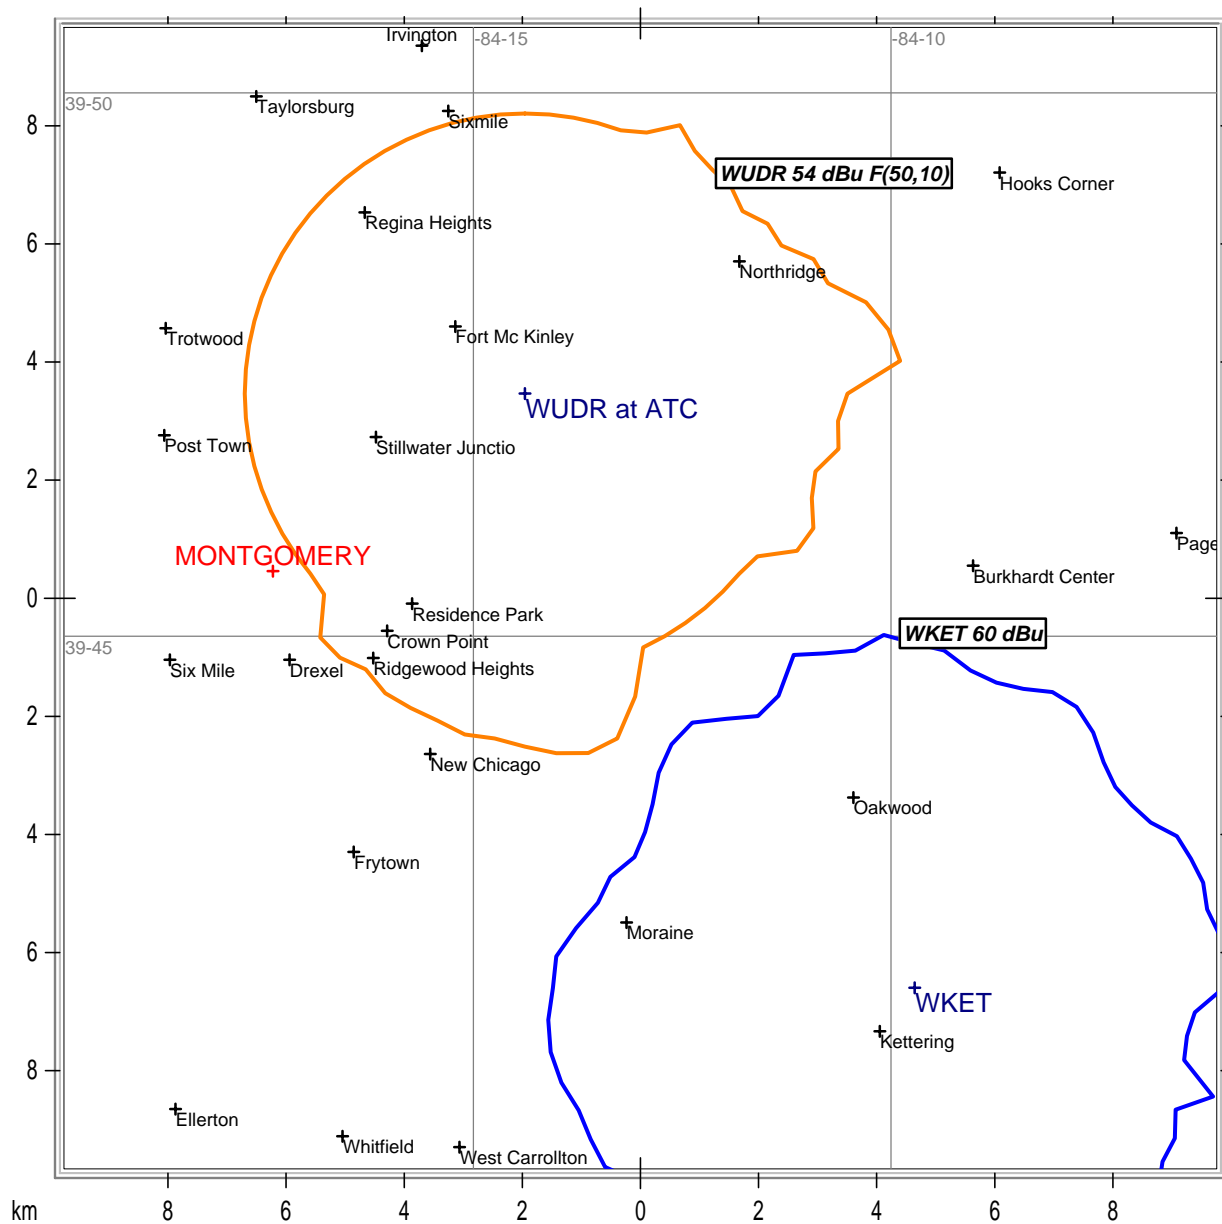 Irvington
-84-15
-84-10
39-50
Taylorsburg
Sixmile
8
WUDR 54 dBu F(50,10)
Hooks Corner
Regina Heights
6
Northridge
Trotwood
Fort Mc Kinley
4
WUDR at ATC
Post Town
Stillwater Junctio
2
MONTGOMERY
Page
Burkhardt Center
0
Residence Park
Crown Point
WKET 60 dBu
39-45
Six Mile
Drexel
Ridgewood Heights
2
New Chicago
Oakwood
4
Frytown
Moraine
6
WKET
Kettering
8
Ellerton
Whitfield
West Carrollton
km
8
6
4
2
0
2
4
6
8